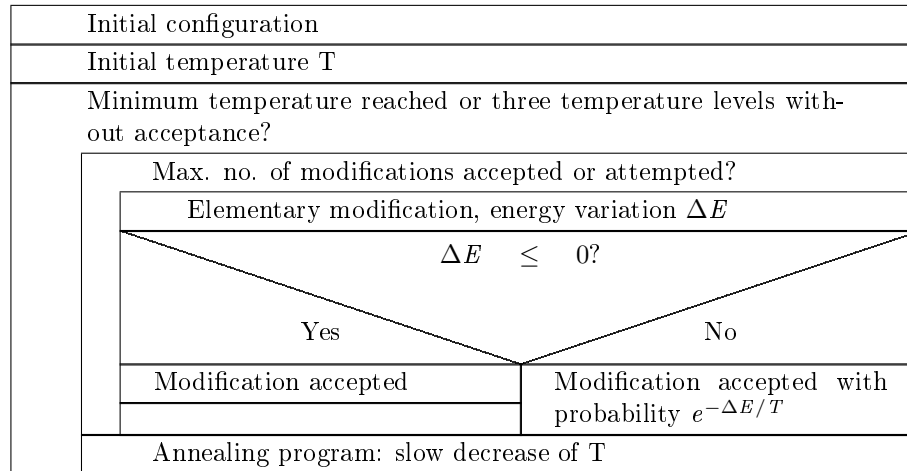 Initial configuration
Initial temperature T
Minimum temperature reached or three temperature levels with-
out acceptance?
Max. no. of modifications accepted or attempted?
Elementary modification, energy variation ΔE
ΔE ≤ 0?
Yes
No
Modification accepted
Modification accepted with
probability e^{-ΔE/T}
Annealing program: slow decrease of T